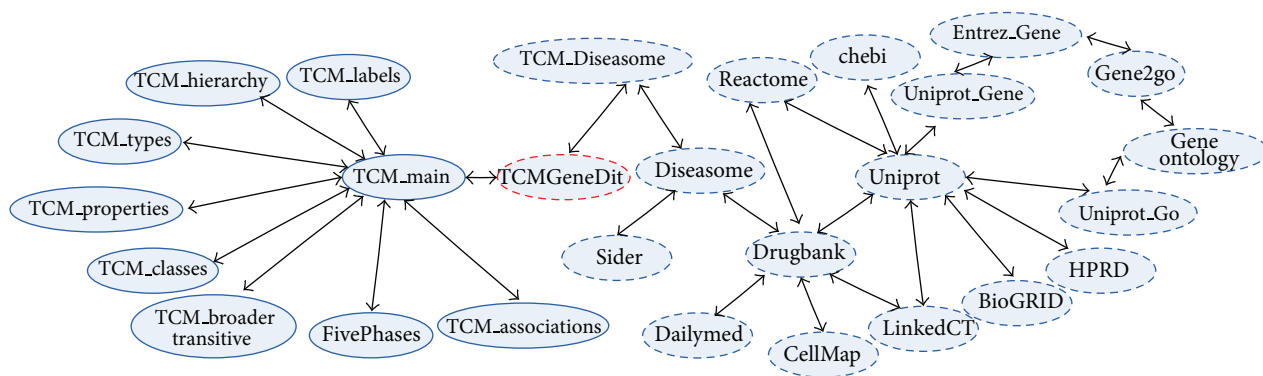 TCM_hierarchy
TCM_labels
TCM_types
TCM_main
TCM_properties
TCM_classes
TCM_broader
transitive
FivePhases
TCM_associations
TCM_Diseasome
TCMGeneDit
Diseasome
Sider
Reactome
chebi
Entrez_Gene
Uniprot_Gene
Gene2go
Gene
ontology
Uniprot
Uniprot_Go
Drugbank
HPRD
BioGRID
LinkedCT
Dailymed
CellMap